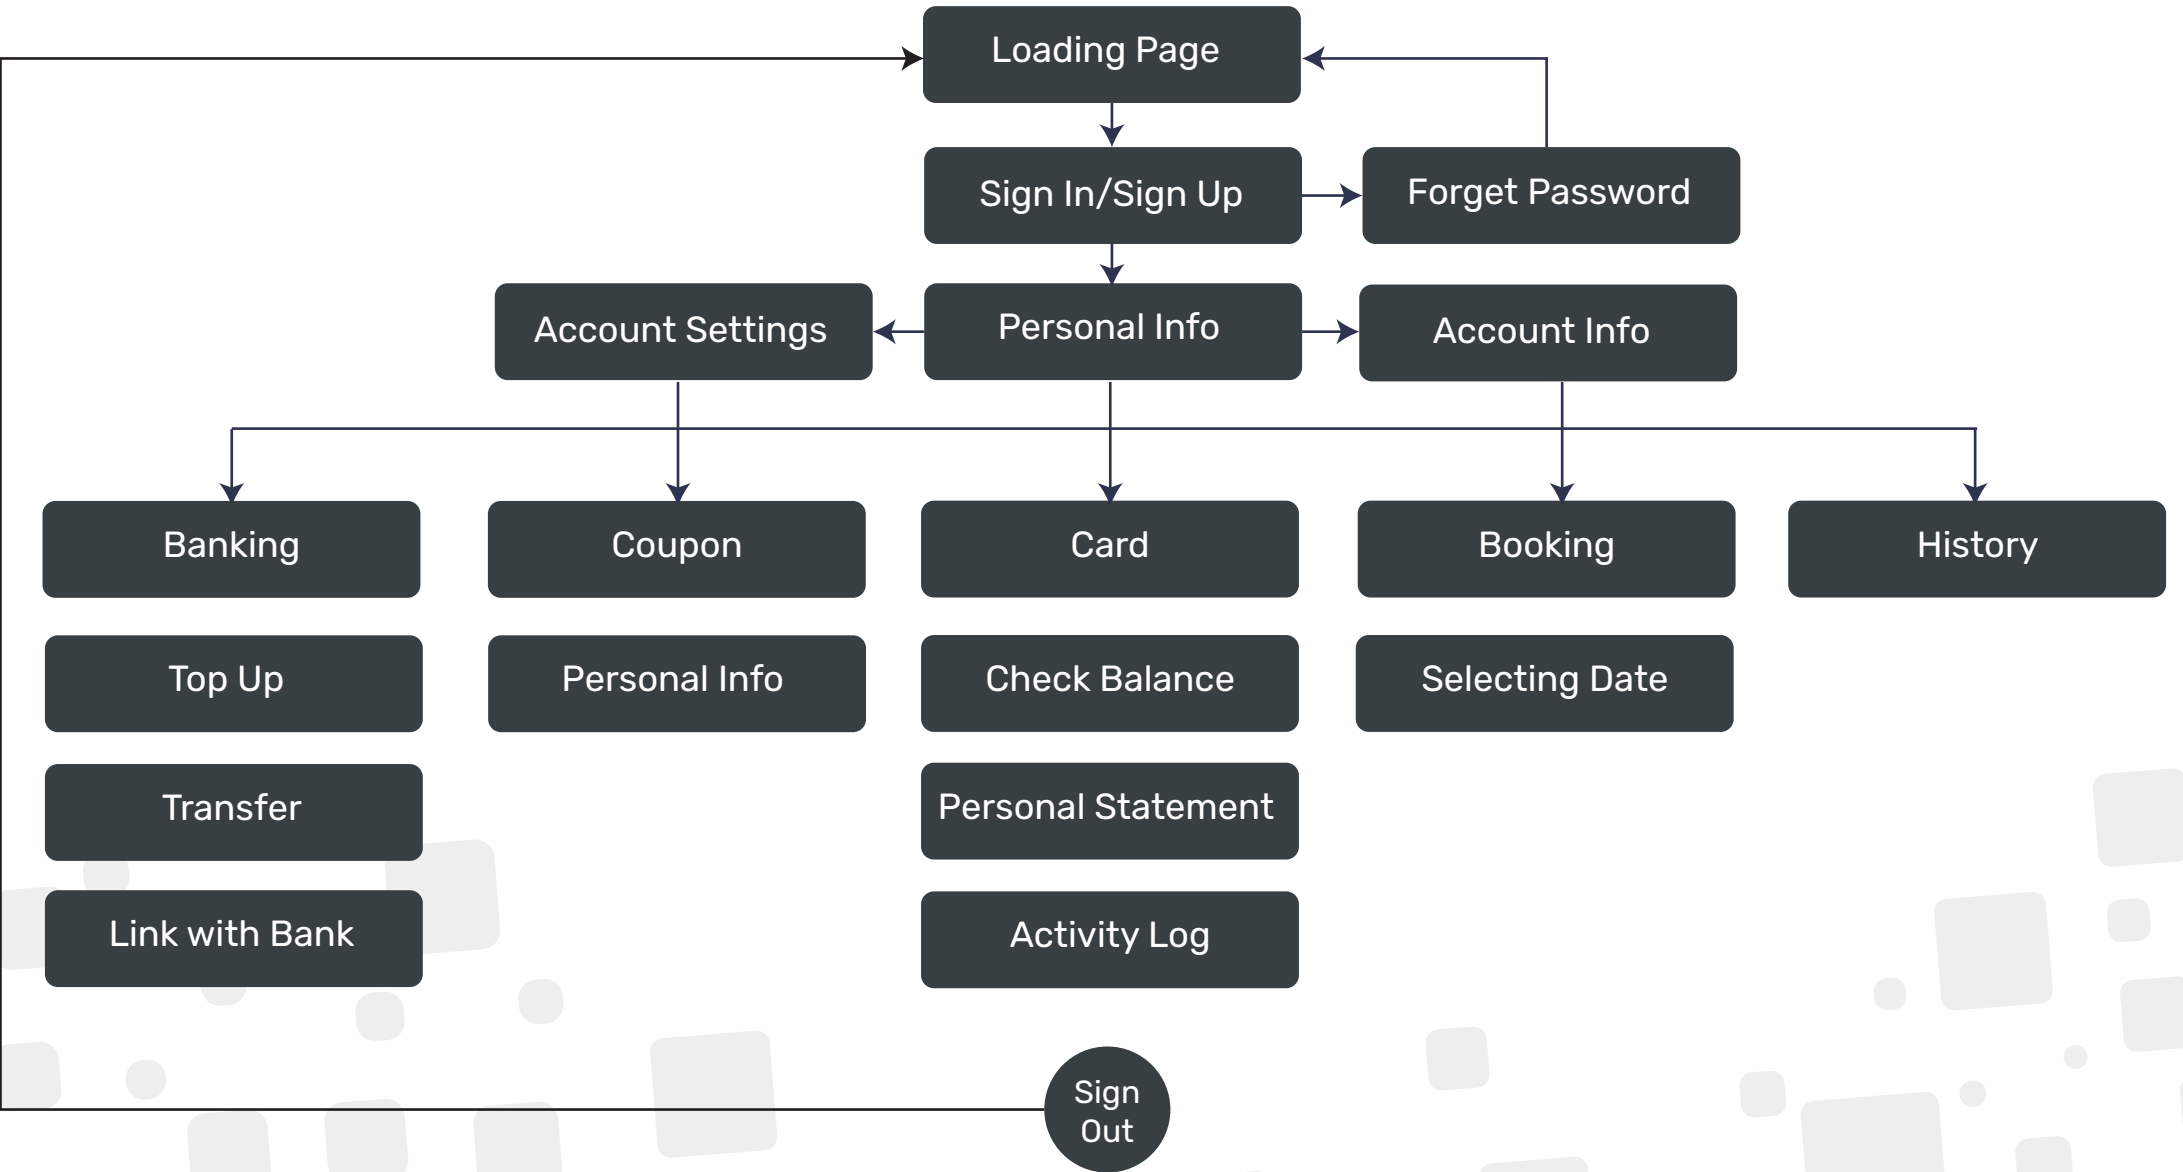 Loading Page
Sign In/Sign Up
Forget Password
Account Settings
Personal Info
Account Info
Banking
Coupon
Card
Booking
History
Top Up
Personal Info
Check Balance
Selecting Date
Transfer
Personal Statement
Link with Bank
Activity Log
Sign
Out